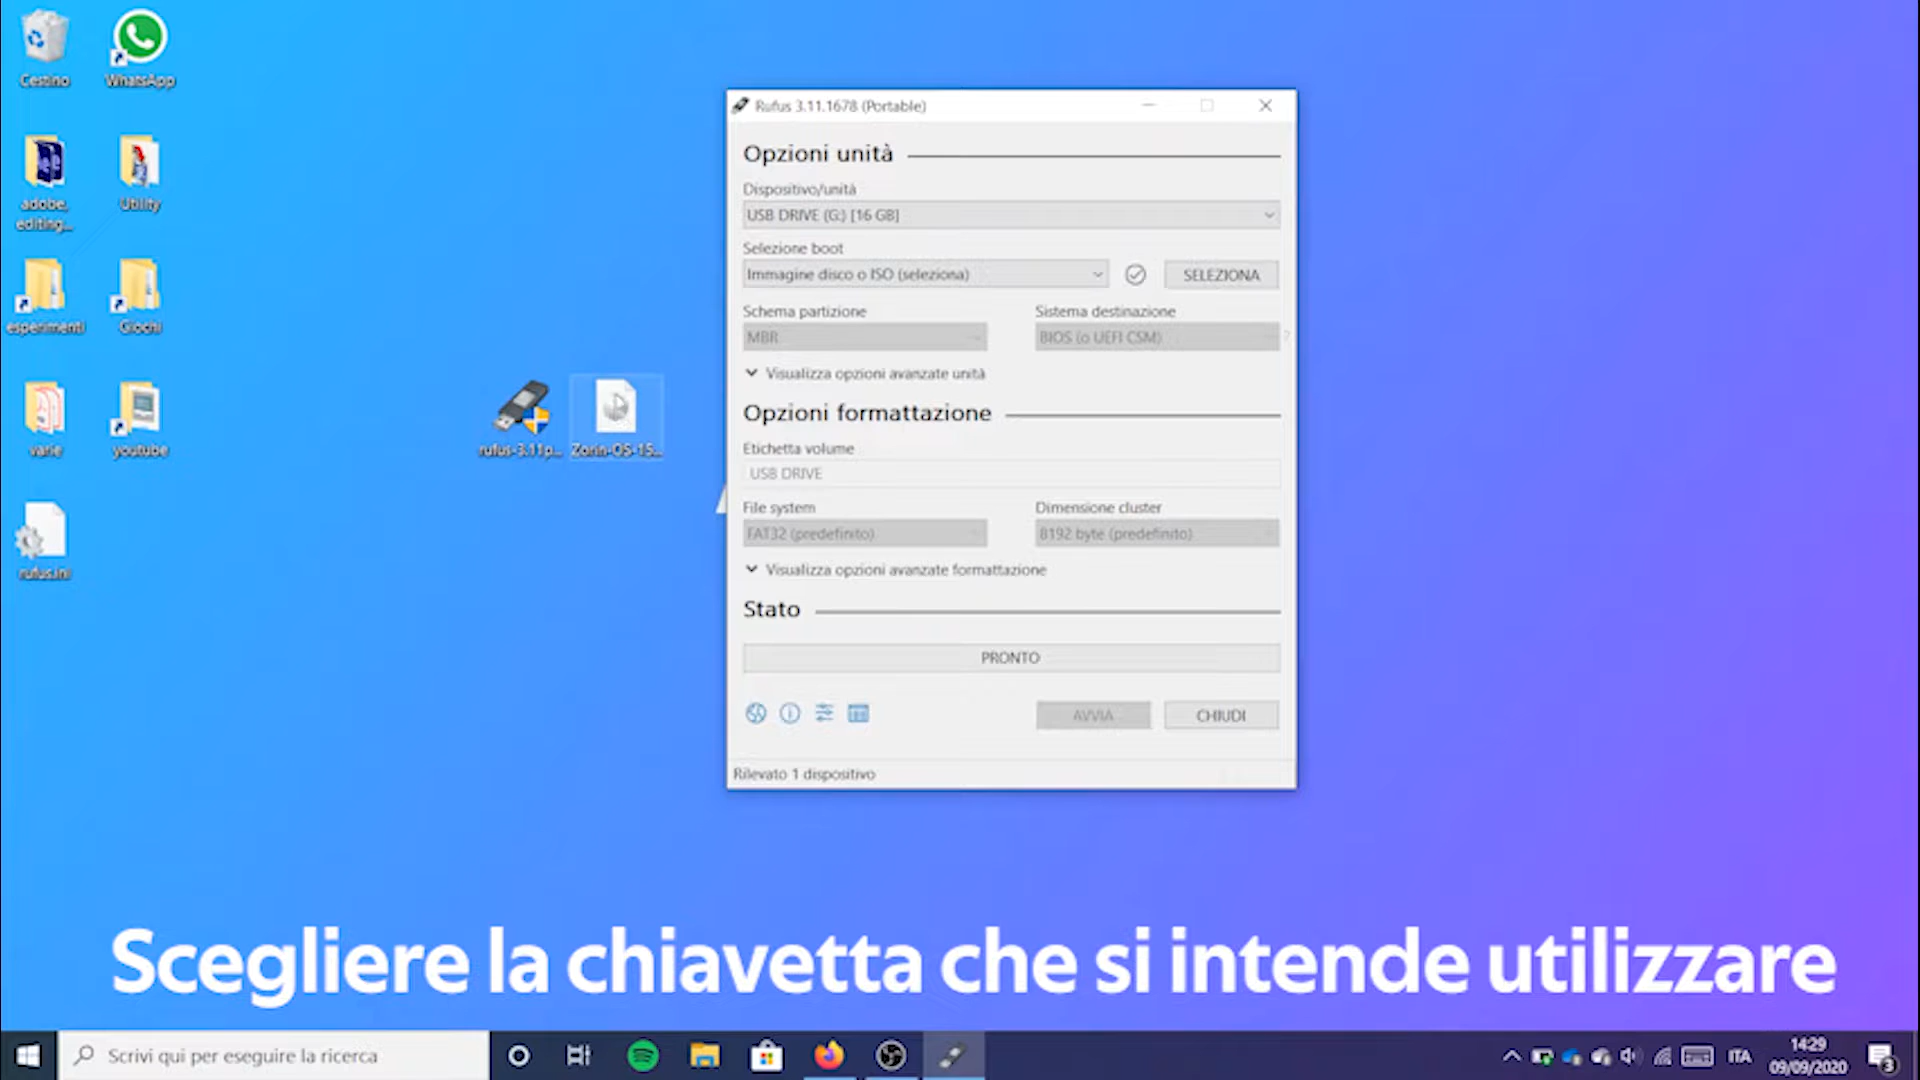 Cestino
WhatsApp
adobe,
editing...
Utility
esperimenti
Giochi
varie
youtube
rufus.ini
rufus-3.11p...
Zorin-OS-15...
Rufus 3.11.1678 (Portable)
Opzioni unità
Dispositivo/unità
USB DRIVE (G:) [16 GB]
Selezione boot
Immagine disco o ISO (seleziona)
SELEZIONA
Schema partizione
Sistema destinazione
MBR
BIOS (o UEFI CSM)
?
Visualizza opzioni avanzate unità
Opzioni formattazione
Etichetta volume
USB DRIVE
File system
Dimensione cluster
FAT32 (predefinito)
8192 byte (predefinito)
Visualizza opzioni avanzate formattazione
Stato
PRONTO
AVVIA
CHIUDI
Rilevato 1 dispositivo
Scegliere la chiavetta che si intende utilizzare
Scrivi qui per eseguire la ricerca
ITA
14:29
09/09/2020
3